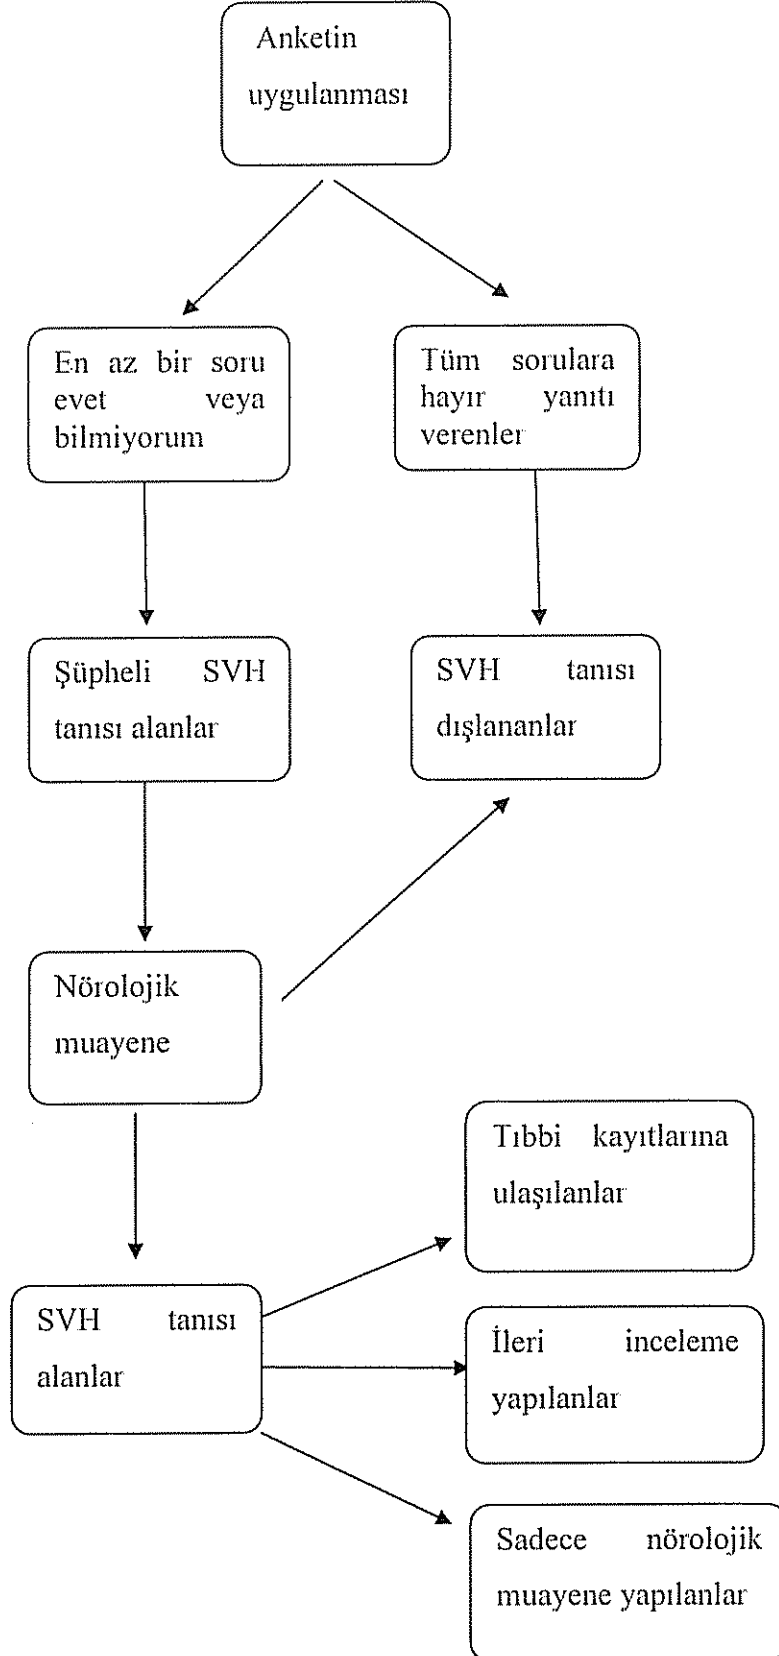 Anketin
uygulanması
En az bir soru
evet veya
bilmiyorum
Tüm sorulara
hayır yanıtı
verenler
Şüpheli SVH
tanısı alanlar
SVH tanısı
dışlananlar
Nörolojik
muayene
Tıbbi kayıtlarına
ulaşılanlar
SVH tanısı
alanlar
İleri inceleme
yapılanlar
Sadece nörolojik
muayene yapılanlar